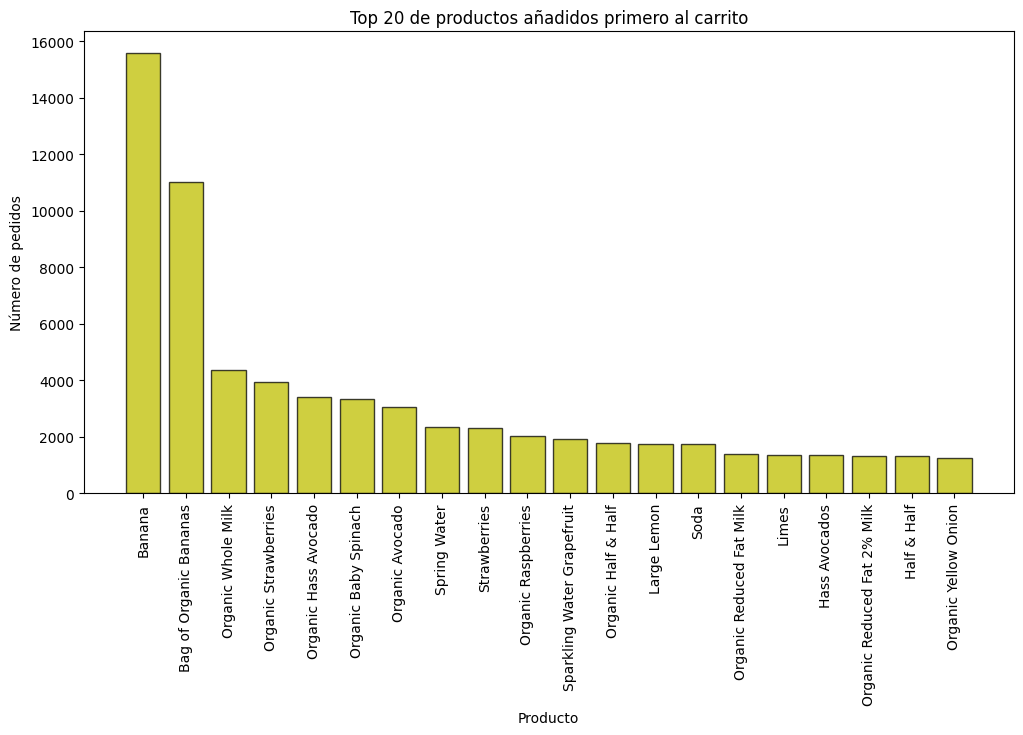 Top 20 de productos añadidos primero al carrito
Número de pedidos
16000
14000
12000
10000
8000
6000
4000
2000
0
Banana
Bag of Organic Bananas
Organic Whole Milk
Organic Strawberries
Organic Hass Avocado
Organic Baby Spinach
Organic Avocado
Spring Water
Strawberries
Organic Raspberries
Sparkling Water Grapefruit
Organic Half & Half
Large Lemon
Soda
Organic Reduced Fat Milk
Limes
Hass Avocados
Organic Reduced Fat 2% Milk
Half & Half
Organic Yellow Onion
Producto